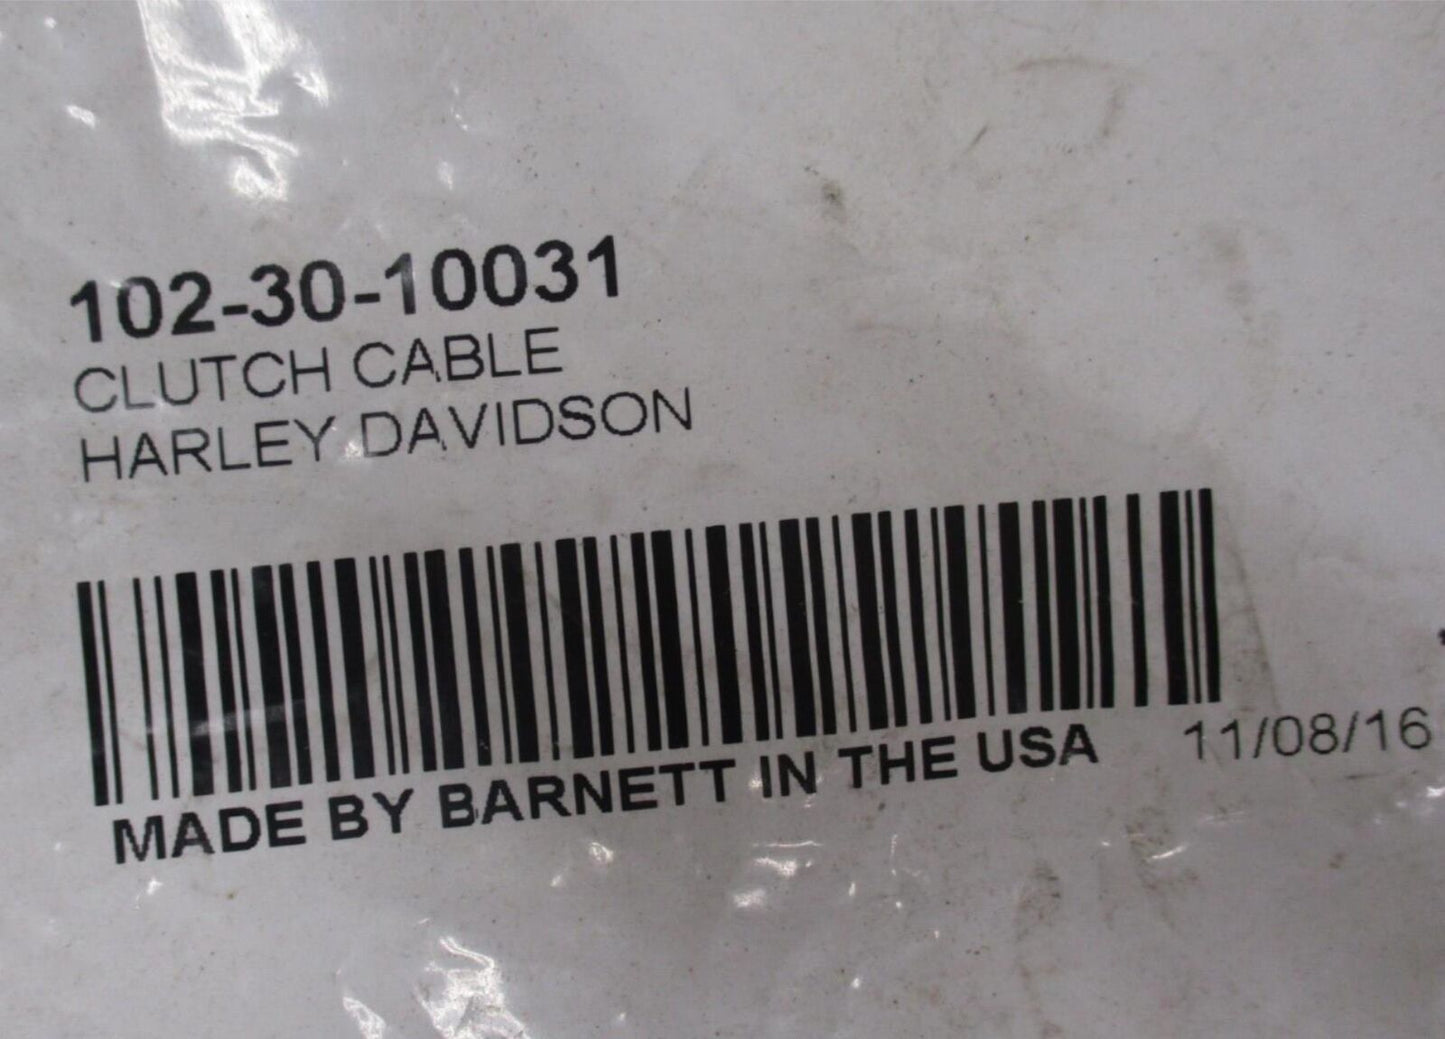 102-30-10031
CLUTCH CABLE
HARLEY DAVIDSON
MADE BY BARNETT IN THE USA 11/08/16